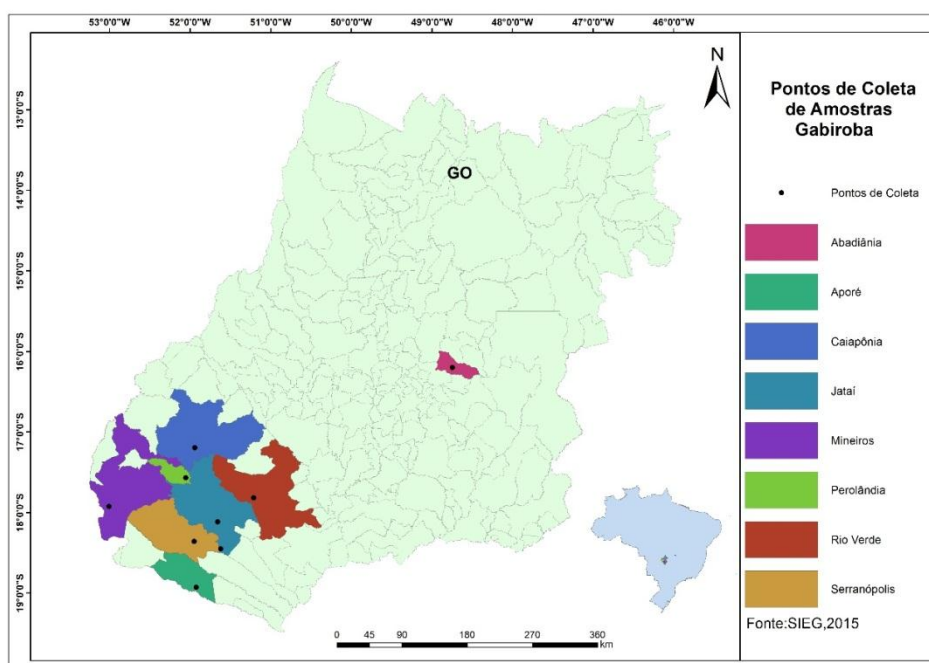 53°0'0"W 52°0'0"W 51°0'0"W 50°0'0"W 49°0'0"W 48°0'0"W 47°0'0"W 46°0'0"W
13°0'0"S
14°0'0"S
15°0'0"S
16°0'0"S
17°0'0"S
18°0'0"S
19°0'0"S
N
GO
0 45 90 180 270 360
km
Pontos de Coleta
de Amostras
Gabiroba
Pontos de Coleta
Abadiânia
Aporé
Caiapônia
Jataí
Mineiros
Perolândia
Rio Verde
Serranópolis
Fonte:SIEG,2015